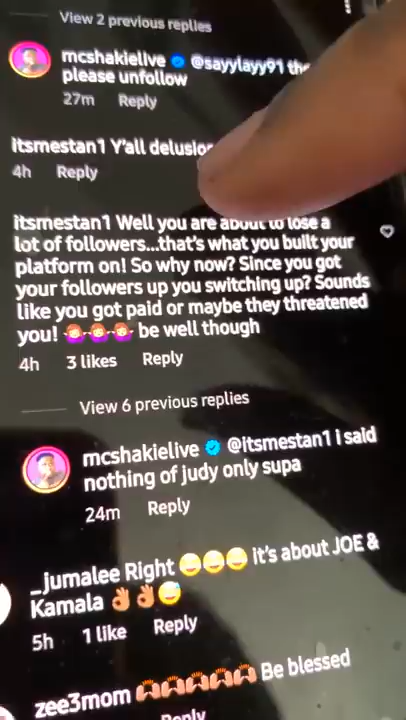 View 2 previous replies
mcshakielive @sayylayy91
please unfollow
27m Reply
itsmestan1 Y'all
4h Reply
itsmestan1 Well you are about to lose a
lot of followers...that's what you built your
platform on! So why now? Since you got
your followers up you switching up? Sounds
like you got paid or maybe they threatened
you! 🤷🏻‍♀️🤷🏻‍♀️🤷🏻‍♀️ be well though
4h 3 likes Reply
View 6 previous replies
mcshakielive @itsmestan1 I said
nothing of judy only supa
24m Reply
_jumalee Right 😄😄😄 it's about JOE &
Kamala 👌🏾👌🏾😅
5h 1 like Reply
zee3mom 🙌🏽🙌🏽🙌🏽🙌🏽🙌🏽 Be blessed
Reply